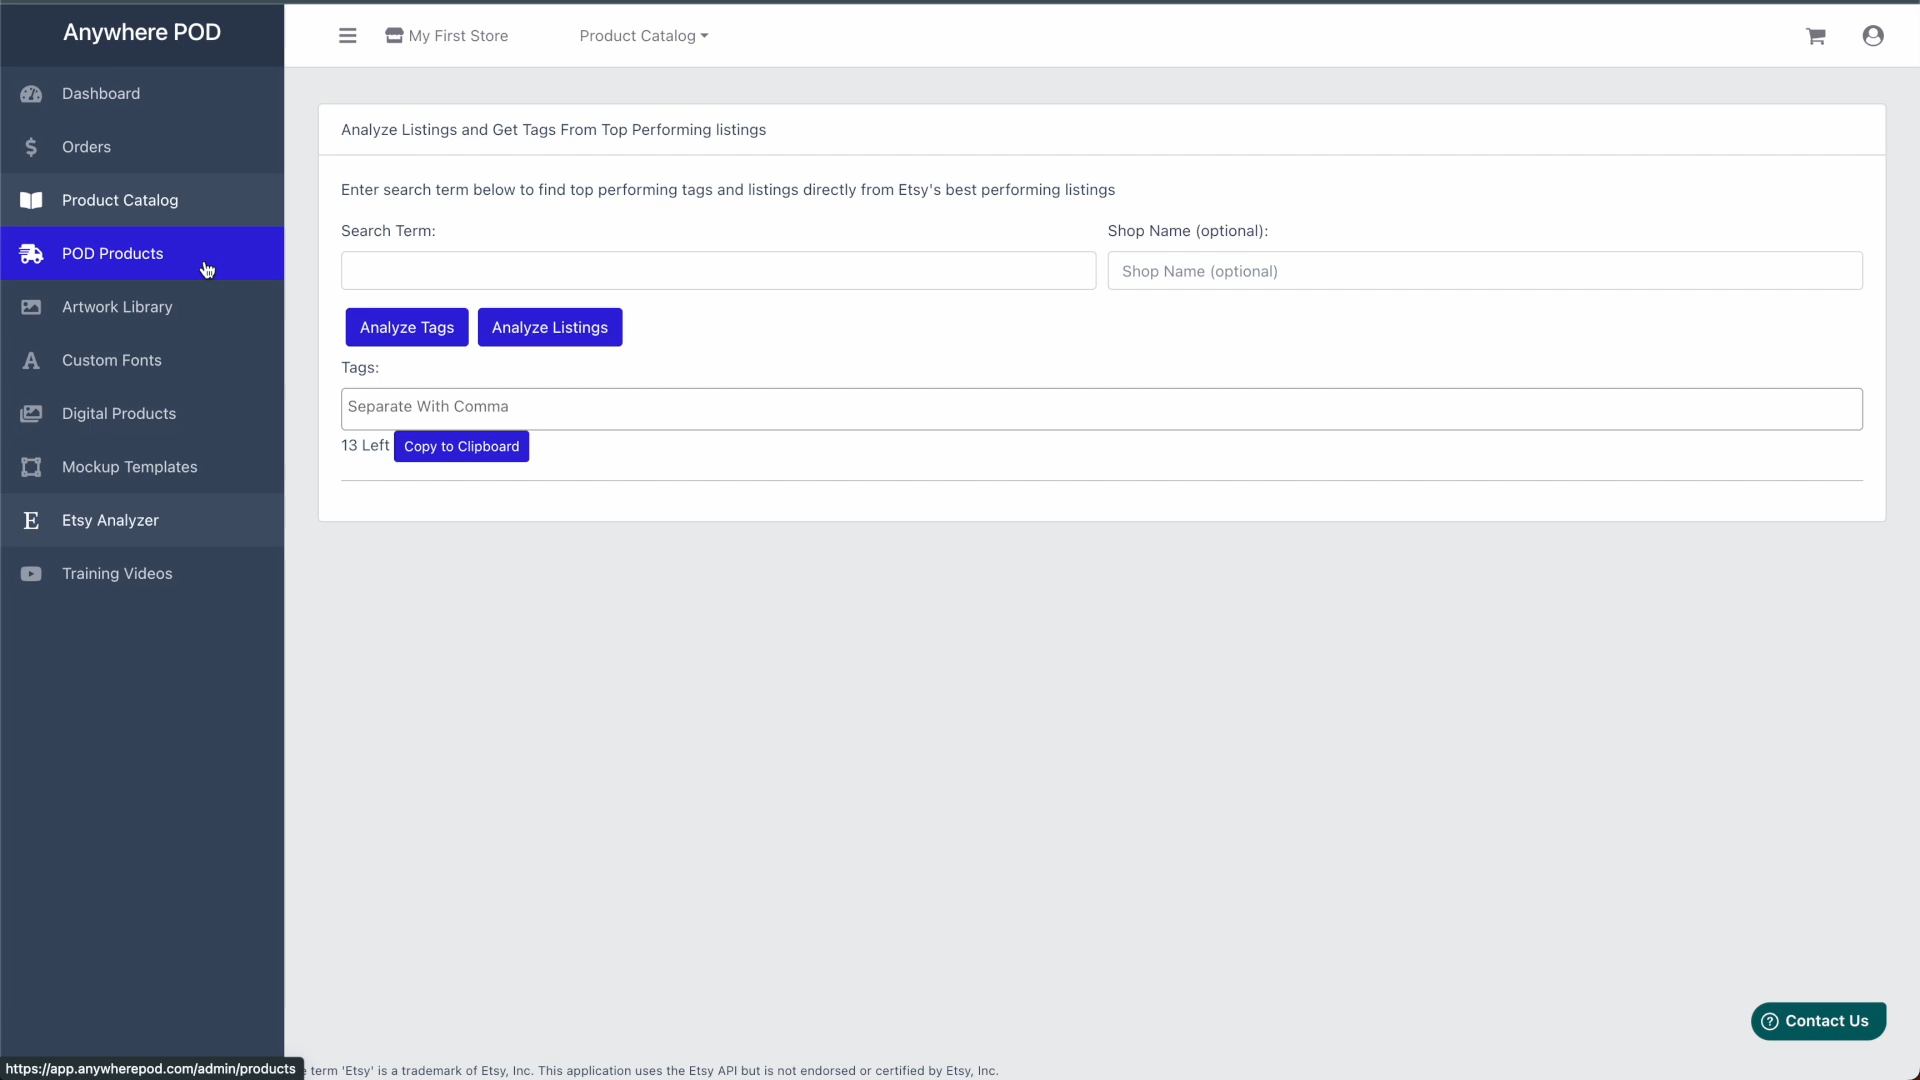 Anywhere POD
My First Store
Product Catalog
Dashboard
Orders
Product Catalog
POD Products
Artwork Library
Custom Fonts
Digital Products
Mockup Templates
E Etsy Analyzer
Training Videos
Analyze Listings and Get Tags From Top Performing listings
Enter search term below to find top performing tags and listings directly from Etsy's best performing listings
Search Term:
Shop Name (optional):
Shop Name (optional)
Analyze Tags
Analyze Listings
Tags:
Separate With Comma
13 Left
Copy to Clipboard
Contact Us
https://app.anywherepod.com/admin/products
term 'Etsy' is a trademark of Etsy, Inc. This application uses the Etsy API but is not endorsed or certified by Etsy, Inc.